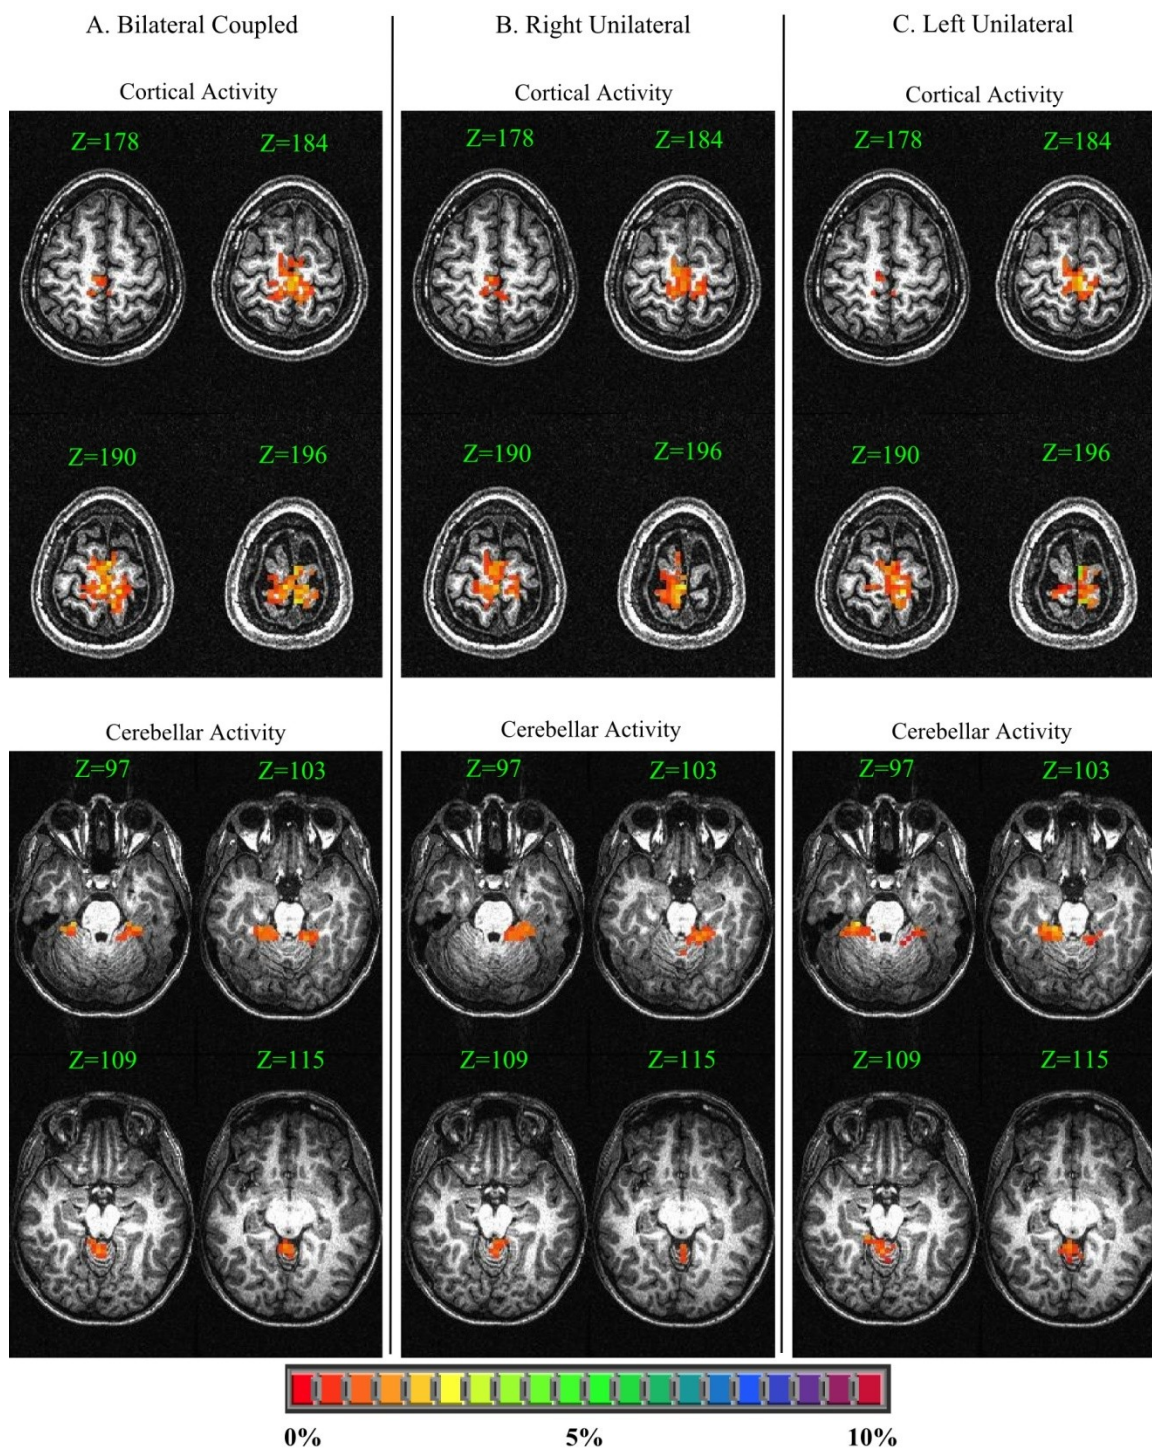 A. Bilateral Coupled
B. Right Unilateral
C. Left Unilateral
Cortical Activity
Cortical Activity
Cortical Activity
Z=178
Z=184
Z=178
Z=184
Z=178
Z=184
Z=190
Z=196
Z=190
Z=196
Z=190
Z=196
Cerebellar Activity
Cerebellar Activity
Cerebellar Activity
Z=97
Z=103
Z=97
Z=103
Z=97
Z=103
Z=109
Z=115
Z=109
Z=115
Z=109
Z=115
0%
5%
10%